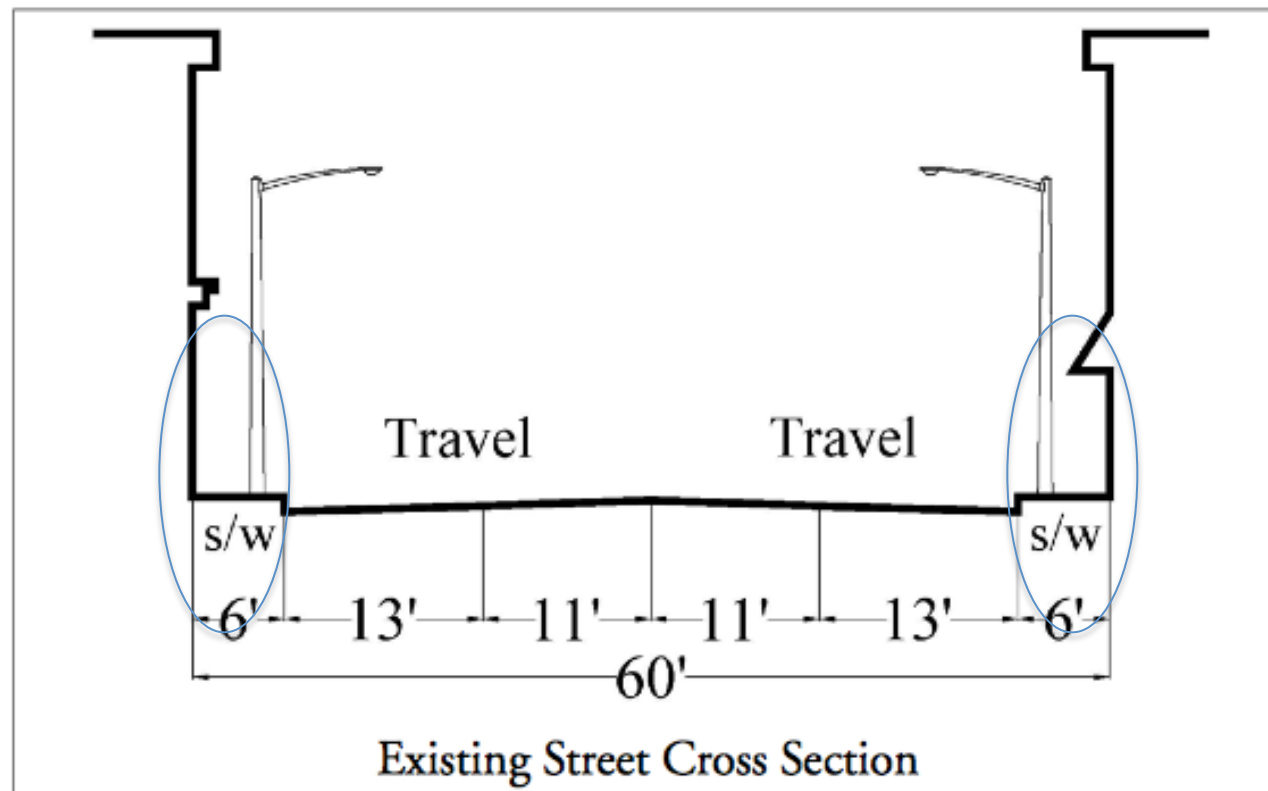 Travel Travel
s/w s/w
6' 13' 11' 11' 13' 6'
60'
Existing Street Cross Section